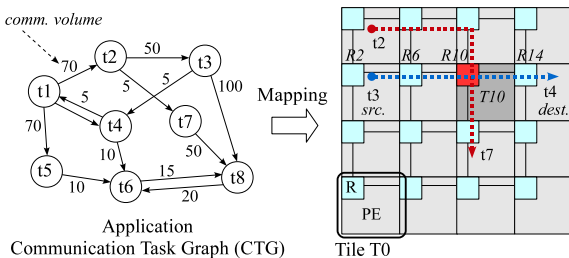 comm. volume
70
50
t2
t3
5
5
100
t1
5
t7
t4
70
10
50
t5
10
t6
15
t8
20
Application
Communication Task Graph (CTG)
Mapping
t2
R2
R6
R10
R14
t3
T10
t4
src.
dest.
t7
R
PE
Tile T0